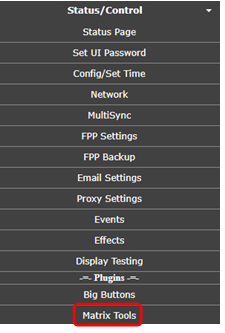 Status/Control
Status Page
Set UI Password
Config/Set Time
Network
MultiSync
FPP Settings
FPP Backup
Email Settings
Proxy Settings
Events
Effects
Display Testing
-=- Plugins -=-
Big Buttons
Matrix Tools